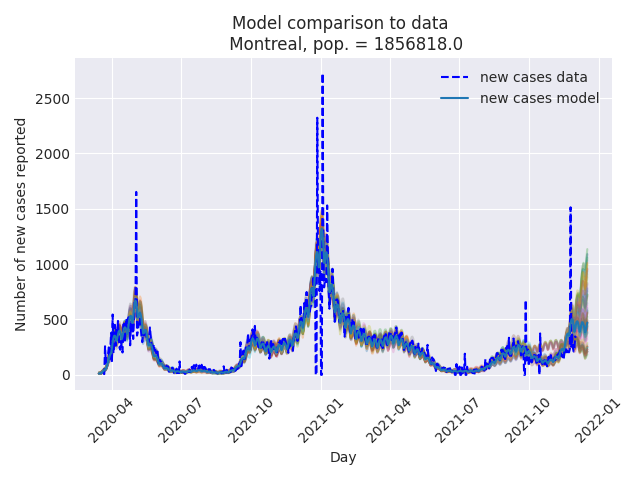 Model comparison to data
Montreal, pop. = 1856818.0
new cases data
new cases model
Number of new cases reported
2500
2000
1500
1000
500
0
2020-04
2020-07
2020-10
2021-01
2021-04
2021-07
2021-10
2022-01
Day